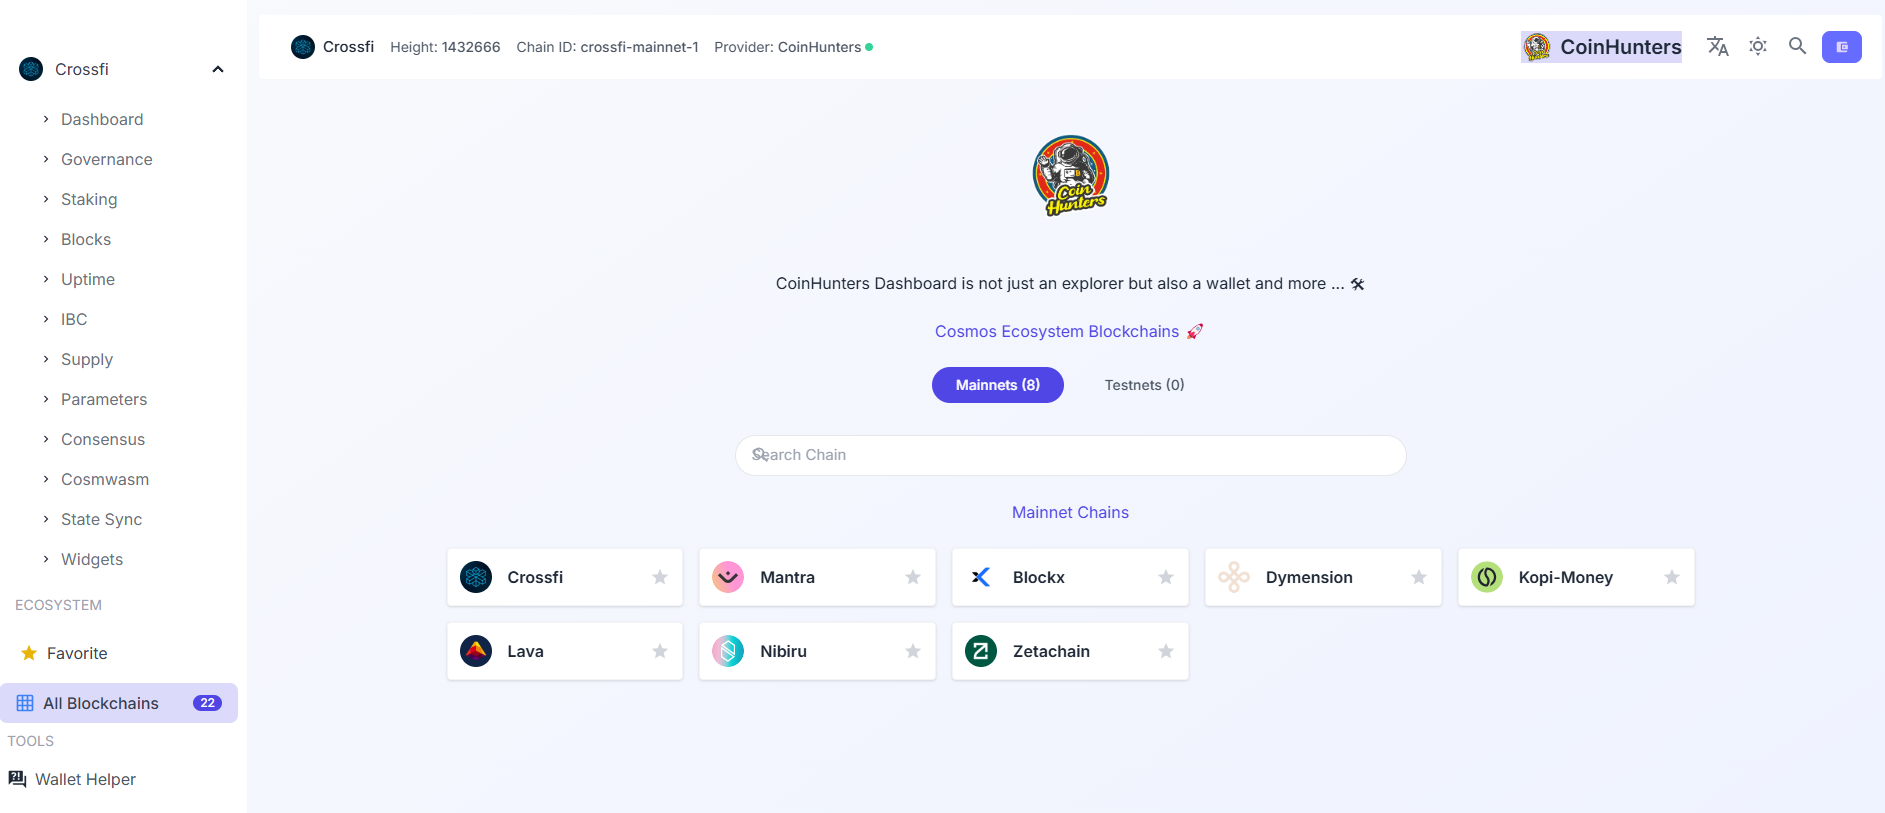 Crossfi
Dashboard
Governance
Staking
Blocks
Uptime
IBC
Supply
Parameters
Consensus
Cosmwasm
State Sync
Widgets
ECOSYSTEM
Favorite
All Blockchains 22
TOOLS
Wallet Helper
Crossfi Height: 1432666 Chain ID: crossfi-mainnet-1 Provider: CoinHunters
CoinHunters
Coin
Hunters
CoinHunters Dashboard is not just an explorer but also a wallet and more ... 🛠
Cosmos Ecosystem Blockchains 🚀
Mainnets (8) Testnets (0)
Search Chain
Mainnet Chains
Crossfi Mantra Blockx Dymension Kopi-Money
Lava Nibiru Zetachain